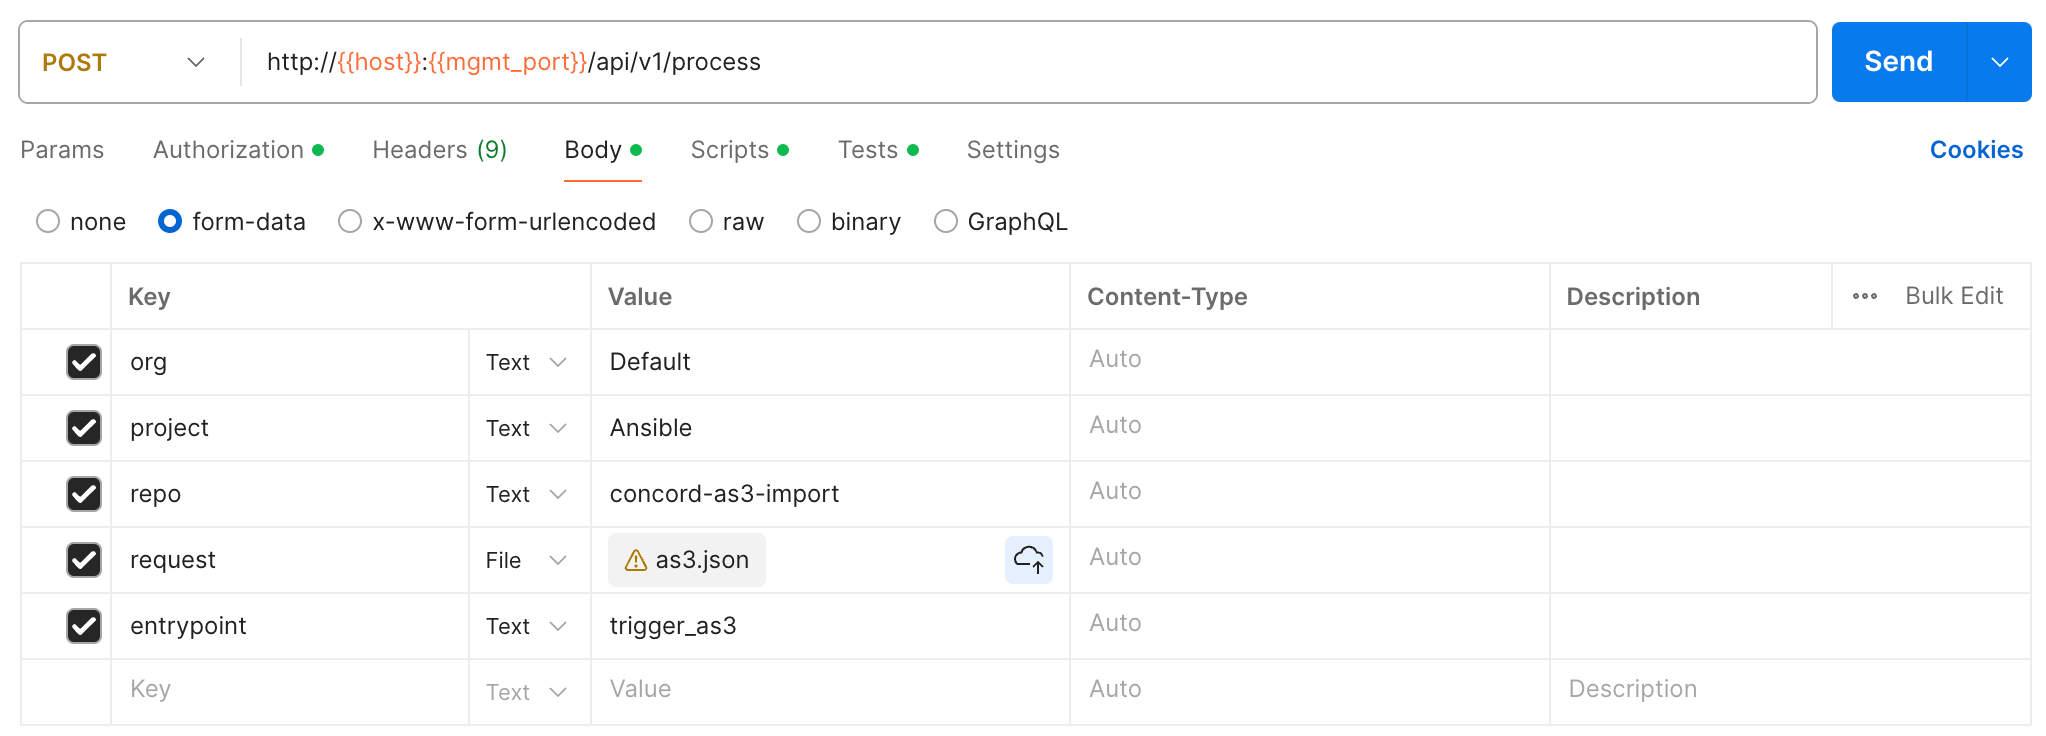 POST http://{{host}}:{{mgmt_port}}/api/v1/process Send
Params Authorization Headers (9) Body Scripts Tests Settings Cookies
none form-data x-www-form-urlencoded raw binary GraphQL
Key Value Content-Type Description Bulk Edit
org Text Default Auto
project Text Ansible Auto
repo Text concord-as3-import Auto
request File as3.json Auto
entrypoint Text trigger_as3 Auto
Key Text Value Auto Description